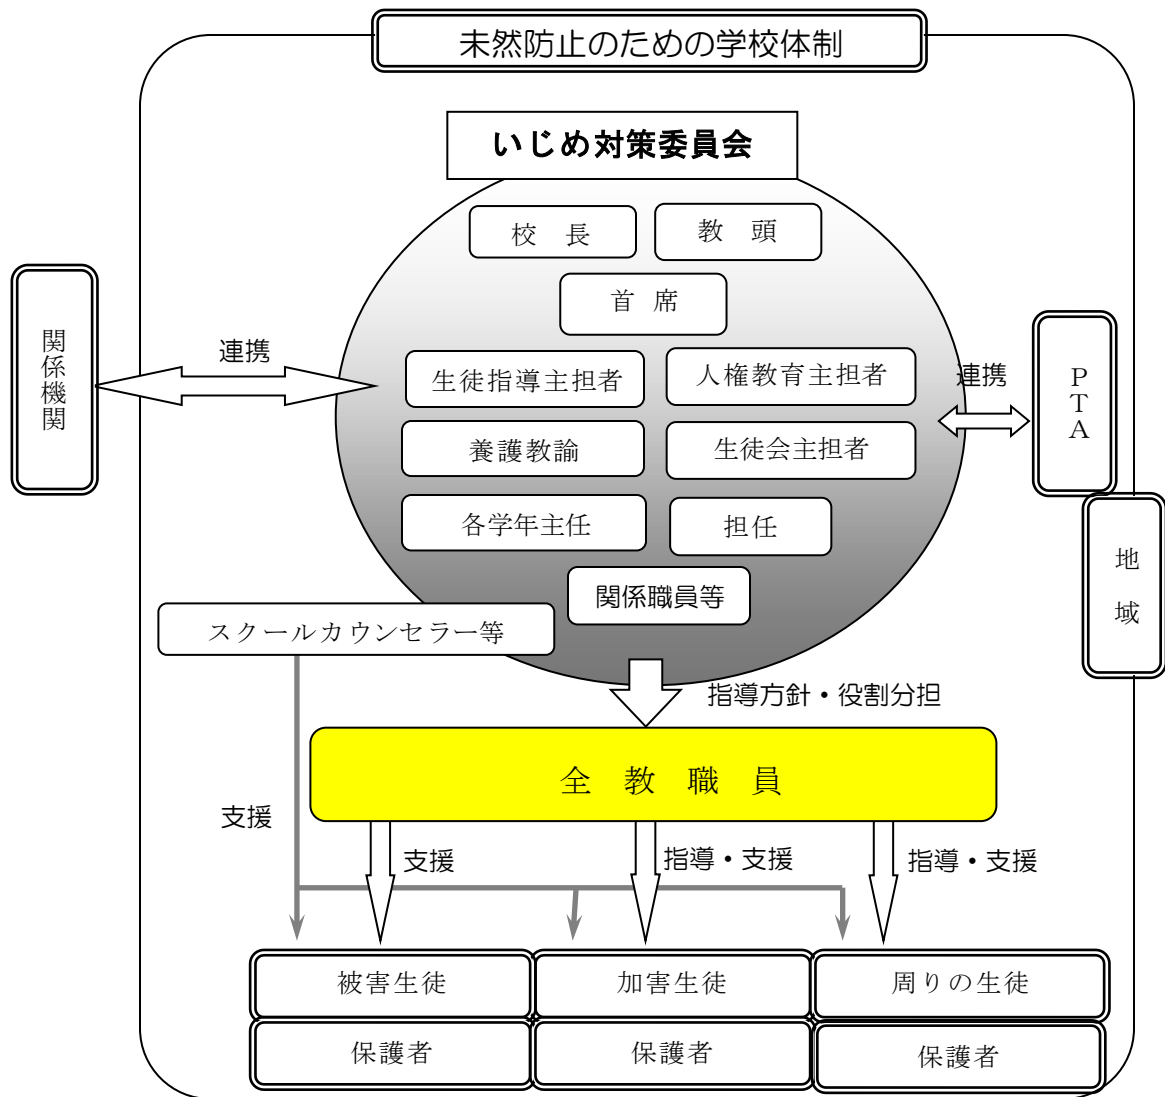 未然防止のための学校体制
いじめ対策委員会
校　長
教　頭
首 席
関係機関
連携
生徒指導主担者
人権教育主担者
連携
PTA
養護教諭
生徒会主担者
各学年主任
担任
地域
関係職員等
スクールカウンセラー等
指導方針・役割分担
全 教 職 員
支援
支援
指導・支援
指導・支援
被害生徒
加害生徒
周りの生徒
保護者
保護者
保護者